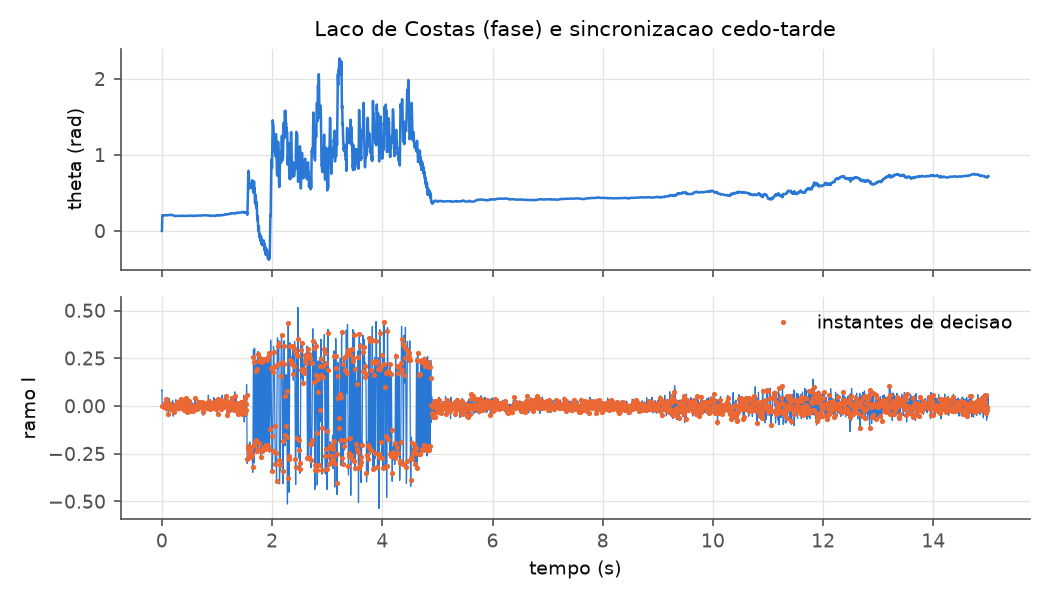 Laco de Costas (fase) e sincronizacao cedo-tarde
theta (rad)
2
1
0
ramo I
0.50
0.25
0.00
−0.25
−0.50
instantes de decisao
0 2 4 6 8 10 12 14
tempo (s)